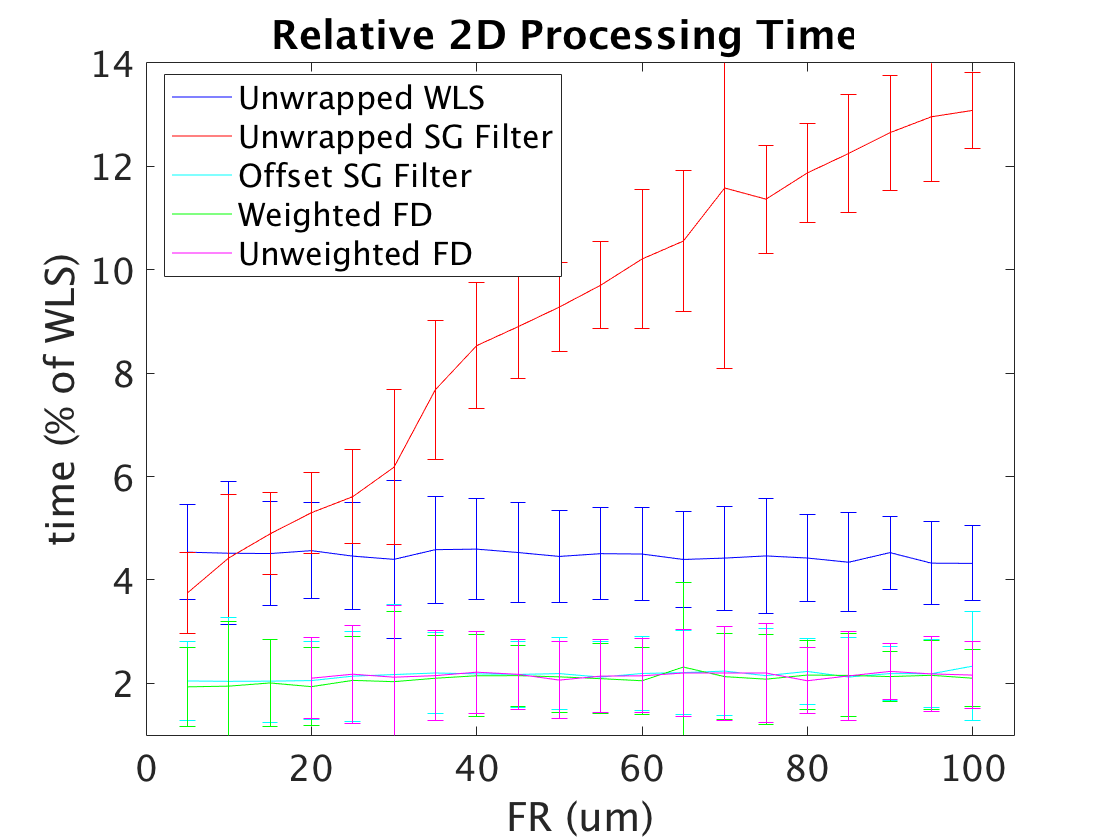 Relative 2D Processing Time
14
12
10
8
6
4
2
time (% of WLS)
Unwrapped WLS
Unwrapped SG Filter
Offset SG Filter
Weighted FD
Unweighted FD
0 20 40 60 80 100
FR (um)